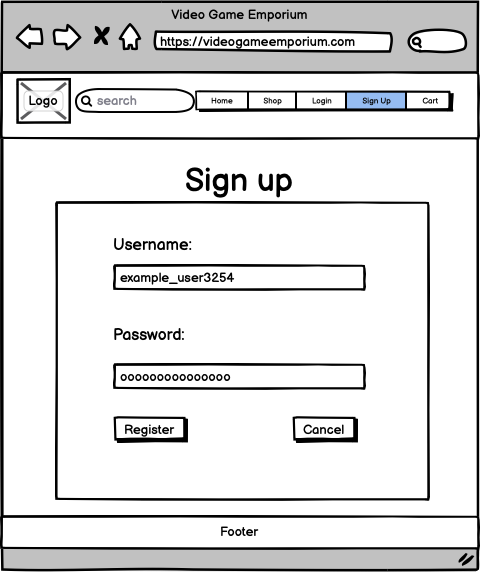 Video Game Emporium
https://videogameemporium.com
Logo
search
Home
Shop
Login
Sign Up
Cart
Sign up
Username:
example_user3254
Password:
ooooooooooooooo
Register
Cancel
Footer